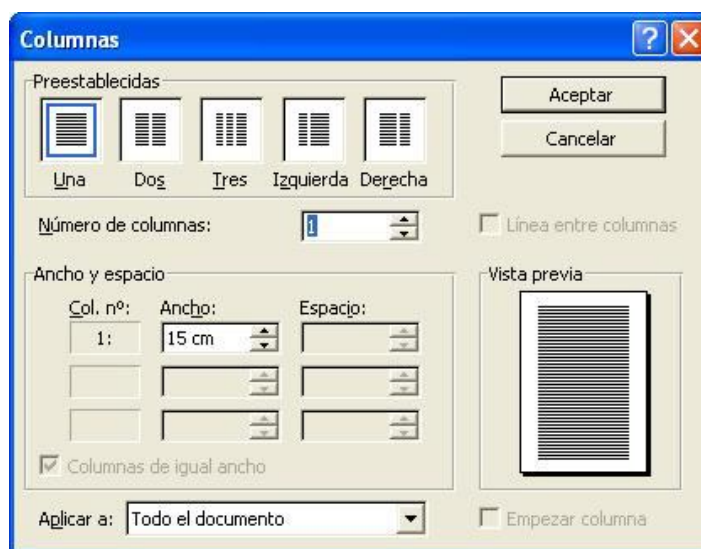 Columnas
Preestablecidas
Una Dos Tres Izquierda Derecha
Aceptar
Cancelar
Número de columnas: 1
Línea entre columnas
Ancho y espacio
Col. nº: Ancho: Espacio:
1: 15 cm
Columnas de igual ancho
Vista previa
Aplicar a: Todo el documento
Empezar columna